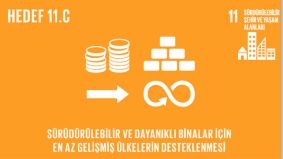 HEDEF 11.C
11 SÜRDÜRÜLEBİLİR
ŞEHİR VE YAŞAM
ALANLARI
SÜRÜDÜRÜLEBİLİR VE DAYANIKLI BİNALAR İÇİN
EN AZ GELİŞMİŞ ÜLKELERİN DESTEKLENMESİ